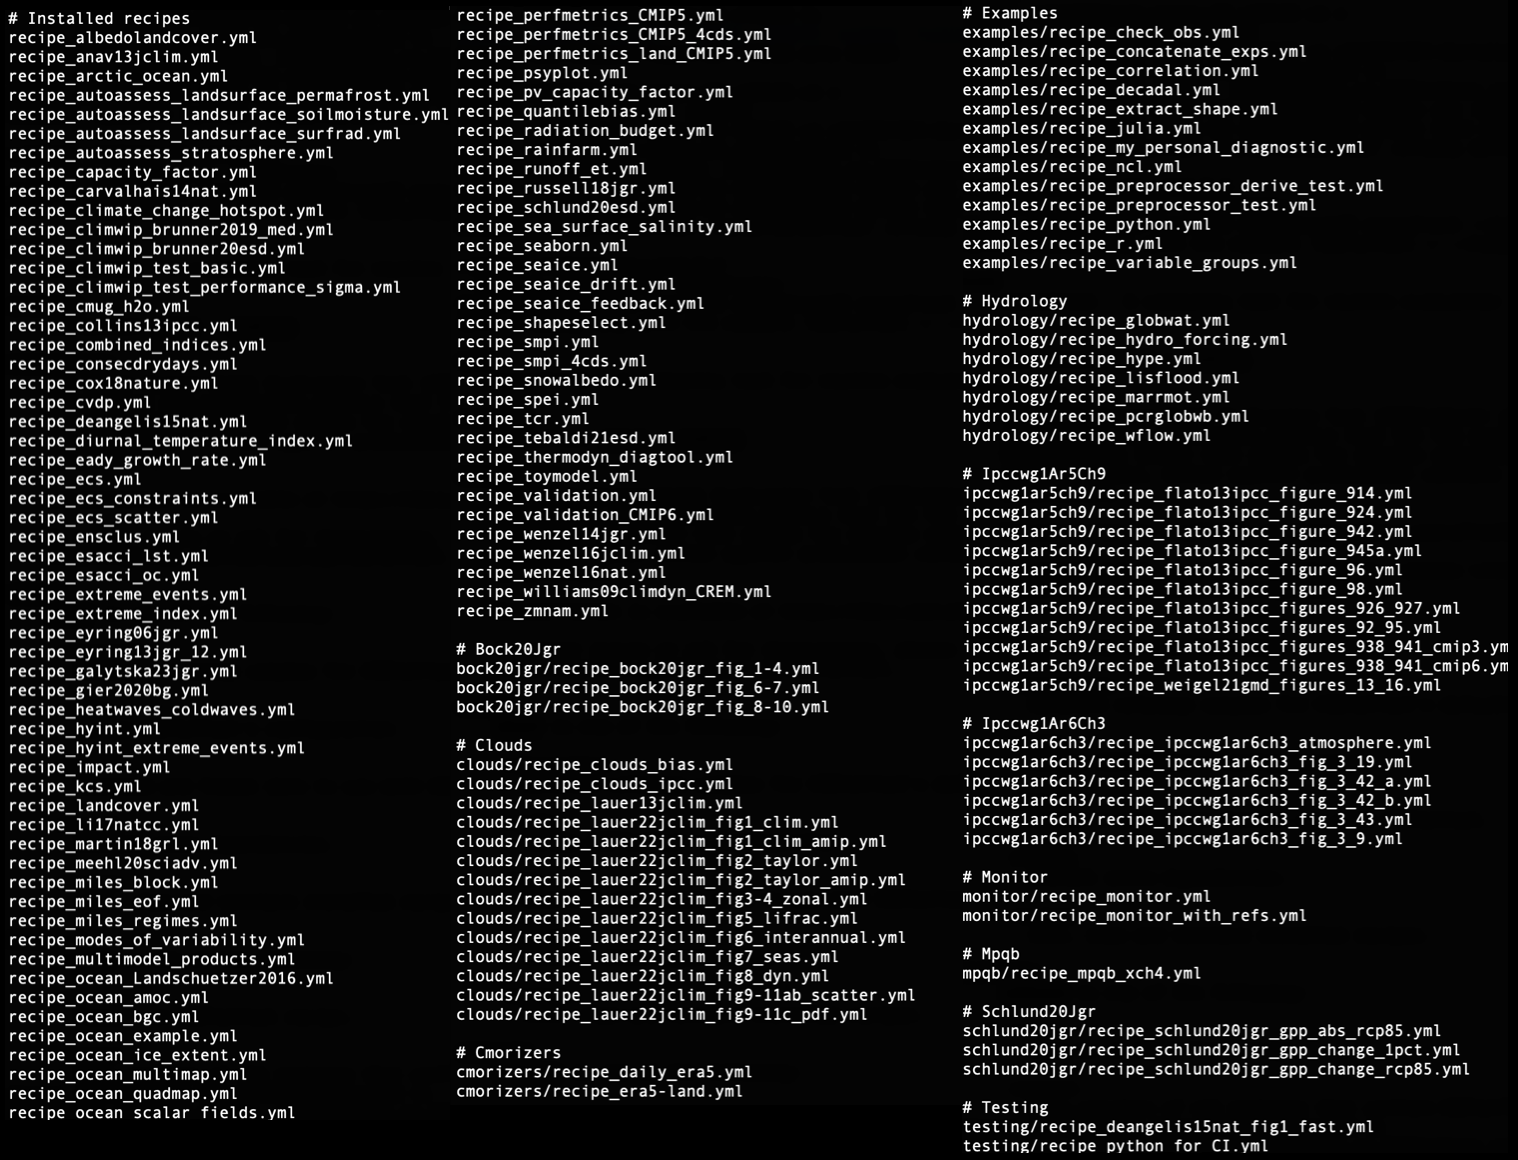 # Installed recipes
recipe_albedolandcover.yml
recipe_anav13jclim.yml
recipe_arctic_ocean.yml
recipe_autoassess_landsurface_permafrost.yml
recipe_autoassess_landsurface_soilmoisture.yml
recipe_autoassess_landsurface_surfrad.yml
recipe_autoassess_stratosphere.yml
recipe_capacity_factor.yml
recipe_carvalhais14nat.yml
recipe_climate_change_hotspot.yml
recipe_climwip_brunner2019_med.yml
recipe_climwip_brunner20esd.yml
recipe_climwip_test_basic.yml
recipe_climwip_test_performance_sigma.yml
recipe_cmug_h2o.yml
recipe_collins13ipcc.yml
recipe_combined_indices.yml
recipe_consecdrydays.yml
recipe_cox18nature.yml
recipe_cvdp.yml
recipe_deangelis15nat.yml
recipe_diurnal_temperature_index.yml
recipe_eady_growth_rate.yml
recipe_ecs.yml
recipe_ecs_constraints.yml
recipe_ecs_scatter.yml
recipe_ensclus.yml
recipe_esacci_lst.yml
recipe_esacci_oc.yml
recipe_extreme_events.yml
recipe_extreme_index.yml
recipe_eyring06jgr.yml
recipe_eyring13jgr_12.yml
recipe_galytska23jgr.yml
recipe_gier2020bg.yml
recipe_heatwaves_coldwaves.yml
recipe_hyint.yml
recipe_hyint_extreme_events.yml
recipe_impact.yml
recipe_kcs.yml
recipe_landcover.yml
recipe_li17natcc.yml
recipe_martin18grl.yml
recipe_meehl20sciadv.yml
recipe_miles_block.yml
recipe_miles_eof.yml
recipe_miles_regimes.yml
recipe_modes_of_variability.yml
recipe_multimodel_products.yml
recipe_ocean_Landschuetzer2016.yml
recipe_ocean_amoc.yml
recipe_ocean_bgc.yml
recipe_ocean_example.yml
recipe_ocean_ice_extent.yml
recipe_ocean_multimap.yml
recipe_ocean_quadmap.yml
recipe_ocean_scalar_fields.yml
recipe_perfmetrics_CMIP5.yml
recipe_perfmetrics_CMIP5_4cds.yml
recipe_perfmetrics_land_CMIP5.yml
recipe_psyplot.yml
recipe_pv_capacity_factor.yml
recipe_quantilebias.yml
recipe_radiation_budget.yml
recipe_rainfarm.yml
recipe_runoff_et.yml
recipe_russell18jgr.yml
recipe_schlund20esd.yml
recipe_sea_surface_salinity.yml
recipe_seaborn.yml
recipe_seaice.yml
recipe_seaice_drift.yml
recipe_seaice_feedback.yml
recipe_shapeselect.yml
recipe_smpi.yml
recipe_smpi_4cds.yml
recipe_snowalbedo.yml
recipe_spei.yml
recipe_tcr.yml
recipe_tebaldi21esd.yml
recipe_thermodyn_diagtool.yml
recipe_toymodel.yml
recipe_validation.yml
recipe_validation_CMIP6.yml
recipe_wenzel14jgr.yml
recipe_wenzel16jclim.yml
recipe_wenzel16nat.yml
recipe_williams09climdyn_CREM.yml
recipe_zmnam.yml
# Bock20Jgr
bock20jgr/recipe_bock20jgr_fig_1-4.yml
bock20jgr/recipe_bock20jgr_fig_6-7.yml
bock20jgr/recipe_bock20jgr_fig_8-10.yml
# Clouds
clouds/recipe_clouds_bias.yml
clouds/recipe_clouds_ipcc.yml
clouds/recipe_lauer13jclim.yml
clouds/recipe_lauer22jclim_fig1_clim.yml
clouds/recipe_lauer22jclim_fig1_clim_amip.yml
clouds/recipe_lauer22jclim_fig2_taylor.yml
clouds/recipe_lauer22jclim_fig2_taylor_amip.yml
clouds/recipe_lauer22jclim_fig3-4_zonal.yml
clouds/recipe_lauer22jclim_fig5_lifrac.yml
clouds/recipe_lauer22jclim_fig6_interannual.yml
clouds/recipe_lauer22jclim_fig7_seas.yml
clouds/recipe_lauer22jclim_fig8_dyn.yml
clouds/recipe_lauer22jclim_fig9-11ab_scatter.yml
clouds/recipe_lauer22jclim_fig9-11c_pdf.yml
# Cmorizers
cmorizers/recipe_daily_era5.yml
cmorizers/recipe_era5-land.yml
# Examples
examples/recipe_check_obs.yml
examples/recipe_concatenate_exps.yml
examples/recipe_correlation.yml
examples/recipe_decadal.yml
examples/recipe_extract_shape.yml
examples/recipe_julia.yml
examples/recipe_my_personal_diagnostic.yml
examples/recipe_ncl.yml
examples/recipe_preprocessor_derive_test.yml
examples/recipe_preprocessor_test.yml
examples/recipe_python.yml
examples/recipe_r.yml
examples/recipe_variable_groups.yml
# Hydrology
hydrology/recipe_globwat.yml
hydrology/recipe_hydro_forcing.yml
hydrology/recipe_hype.yml
hydrology/recipe_lisflood.yml
hydrology/recipe_marrmot.yml
hydrology/recipe_pcrglobwb.yml
hydrology/recipe_wflow.yml
# Ipccwg1Ar5Ch9
ipccwg1ar5ch9/recipe_flato13ipcc_figure_914.yml
ipccwg1ar5ch9/recipe_flato13ipcc_figure_924.yml
ipccwg1ar5ch9/recipe_flato13ipcc_figure_942.yml
ipccwg1ar5ch9/recipe_flato13ipcc_figure_945a.yml
ipccwg1ar5ch9/recipe_flato13ipcc_figure_96.yml
ipccwg1ar5ch9/recipe_flato13ipcc_figure_98.yml
ipccwg1ar5ch9/recipe_flato13ipcc_figures_926_927.yml
ipccwg1ar5ch9/recipe_flato13ipcc_figures_92_95.yml
ipccwg1ar5ch9/recipe_flato13ipcc_figures_938_941_cmip3.ym
ipccwg1ar5ch9/recipe_flato13ipcc_figures_938_941_cmip6.ym
ipccwg1ar5ch9/recipe_weigel21gmd_figures_13_16.yml
# Ipccwg1Ar6Ch3
ipccwg1ar6ch3/recipe_ipccwg1ar6ch3_atmosphere.yml
ipccwg1ar6ch3/recipe_ipccwg1ar6ch3_fig_3_19.yml
ipccwg1ar6ch3/recipe_ipccwg1ar6ch3_fig_3_42_a.yml
ipccwg1ar6ch3/recipe_ipccwg1ar6ch3_fig_3_42_b.yml
ipccwg1ar6ch3/recipe_ipccwg1ar6ch3_fig_3_43.yml
ipccwg1ar6ch3/recipe_ipccwg1ar6ch3_fig_3_9.yml
# Monitor
monitor/recipe_monitor.yml
monitor/recipe_monitor_with_refs.yml
# Mpqb
mpqb/recipe_mpqb_xch4.yml
# Schlund20Jgr
schlund20jgr/recipe_schlund20jgr_gpp_abs_rcp85.yml
schlund20jgr/recipe_schlund20jgr_gpp_change_1pct.yml
schlund20jgr/recipe_schlund20jgr_gpp_change_rcp85.yml
# Testing
testing/recipe_deangelis15nat_fig1_fast.yml
testing/recipe_python_for_CI.yml